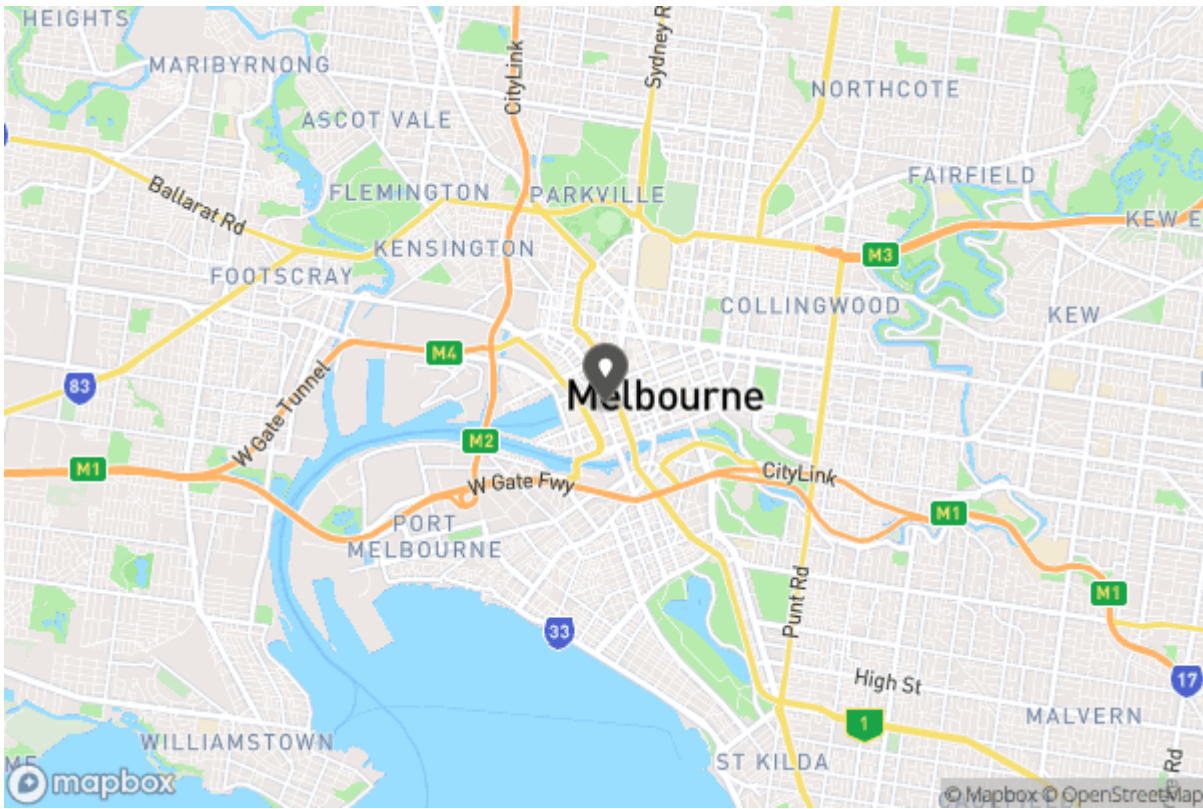 HEIGHTS
MARIBYRNONG
CityLink
Sydney R
NORTHCOTE
ASCOT VALE
FAIRFIELD
Ballarat Rd
FLEMINGTON
PARKVILLE
KEW E
KENSINGTON
M3
FOOTSCRAY
COLLINGWOOD
KEW
M4
83
W Gate Tunnel
Melbourne
M2
M1
W Gate Fwy
CityLink
M1
PORT
MELBOURNE
Punt Rd
M1
33
High St
17
MALVERN
1
WILLIAMSTOWN
ST KILDA
ME
e Rd
mapbox
© Mapbox © OpenStreetMap